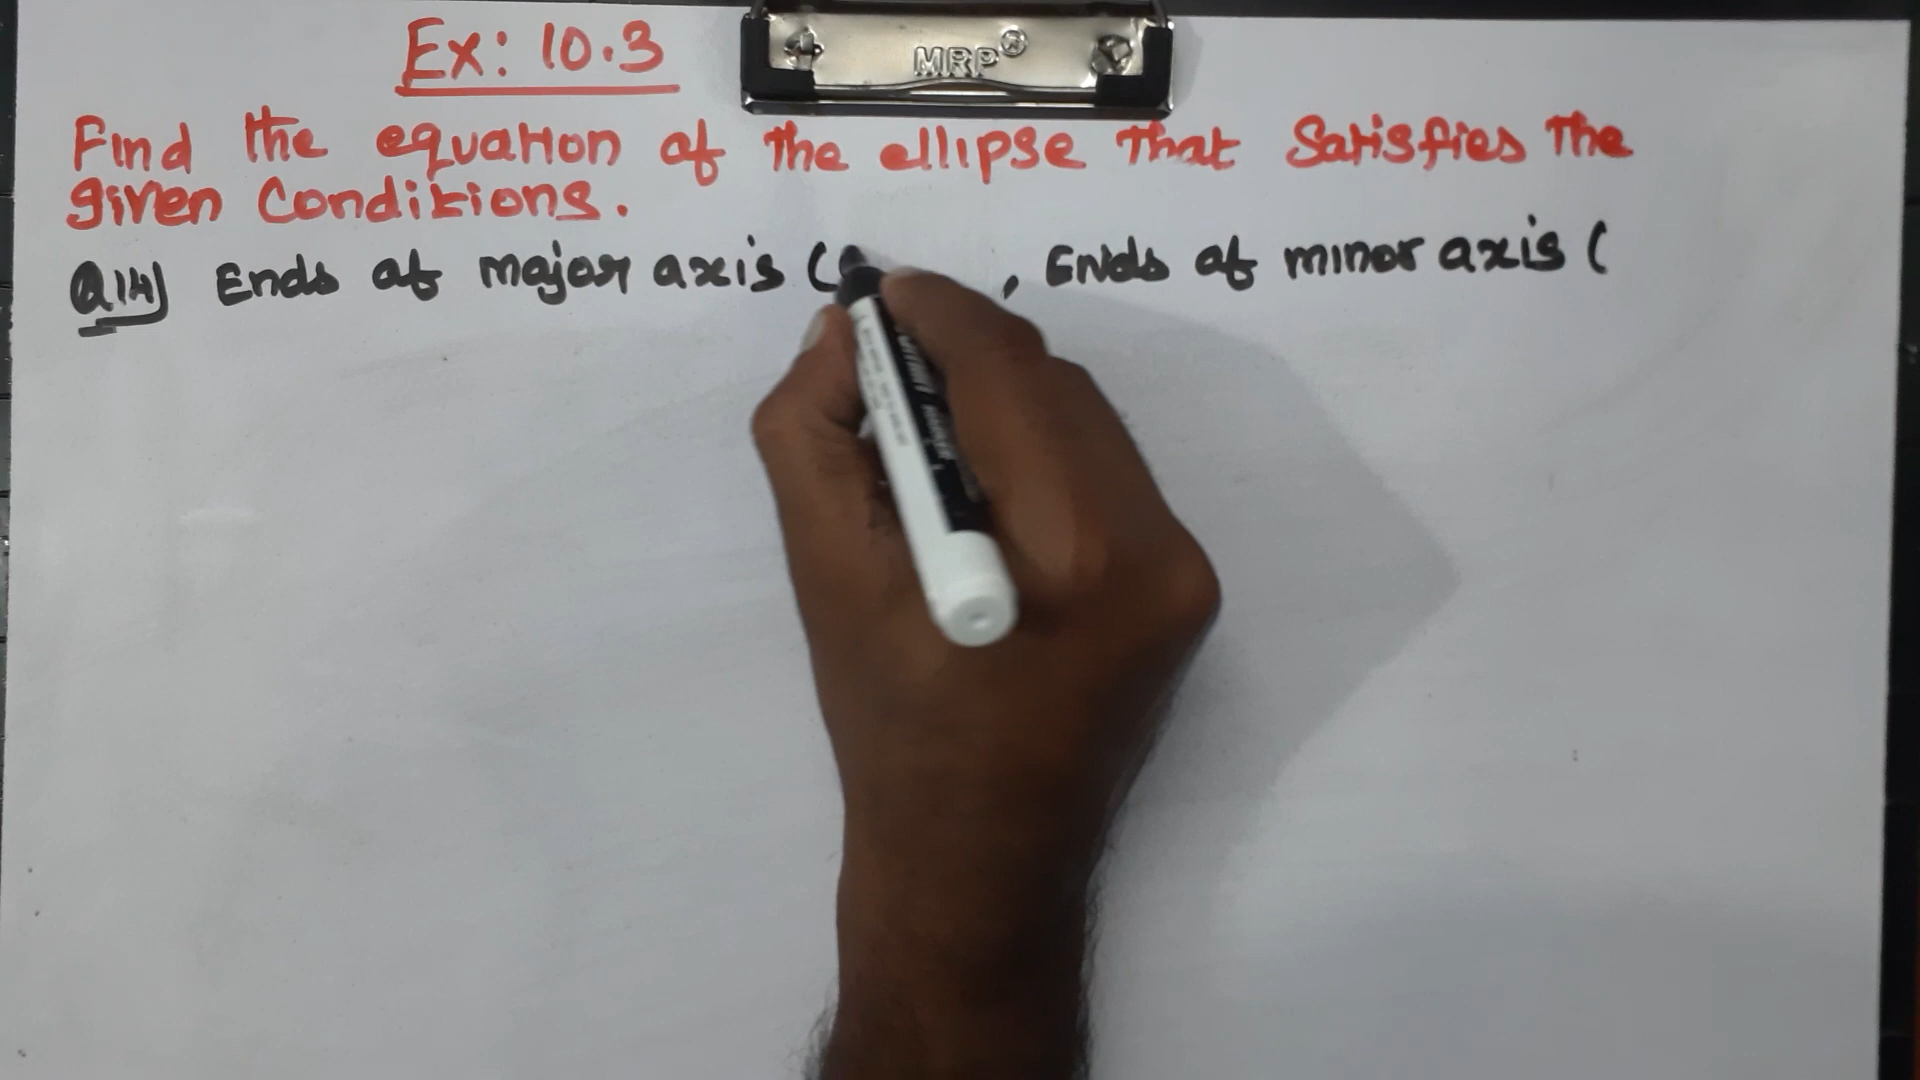 MRP®
Ex: 10.3
Find the equation of the ellipse that satisfies the
given conditions.
Q14) Ends of major axis ( , Ends of minor axis (